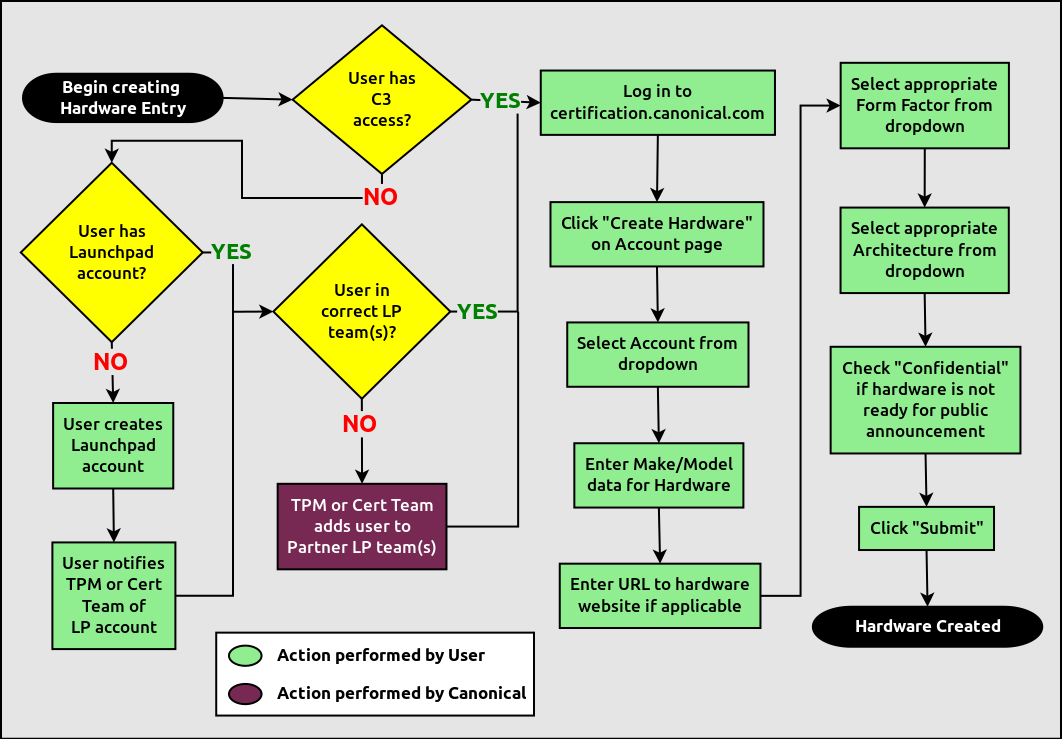 Begin creating
Hardware Entry
User has
C3
access?
YES
NO
User has
Launchpad
account?
YES
NO
User creates
Launchpad
account
User notifies
TPM or Cert
Team of
LP account
User in
correct LP
team(s)?
YES
NO
TPM or Cert Team
adds user to
Partner LP team(s)
Log in to
certification.canonical.com
Click "Create Hardware"
on Account page
Select Account from
dropdown
Enter Make/Model
data for Hardware
Enter URL to hardware
website if applicable
Select appropriate
Form Factor from
dropdown
Select appropriate
Architecture from
dropdown
Check "Confidential"
if hardware is not
ready for public
announcement
Click "Submit"
Hardware Created
Action performed by User
Action performed by Canonical